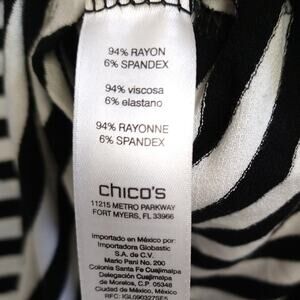 94% RAYON
6% SPANDEX
94% viscosa
6% elastano
94% RAYONNE
6% SPANDEX
chico's
11215 METRO PARKWAY
FORT MYERS, FL 33966
Importado en México por:
Importadora Globastic
S.A. de C.V.
Mario Pani No. 200
Colonia Santa Fe Cuajimalpa
Delegación Cuajimalpa
de Morelos, C.P. 05348
Ciudad de México, México
RFC: IGL090327SE5